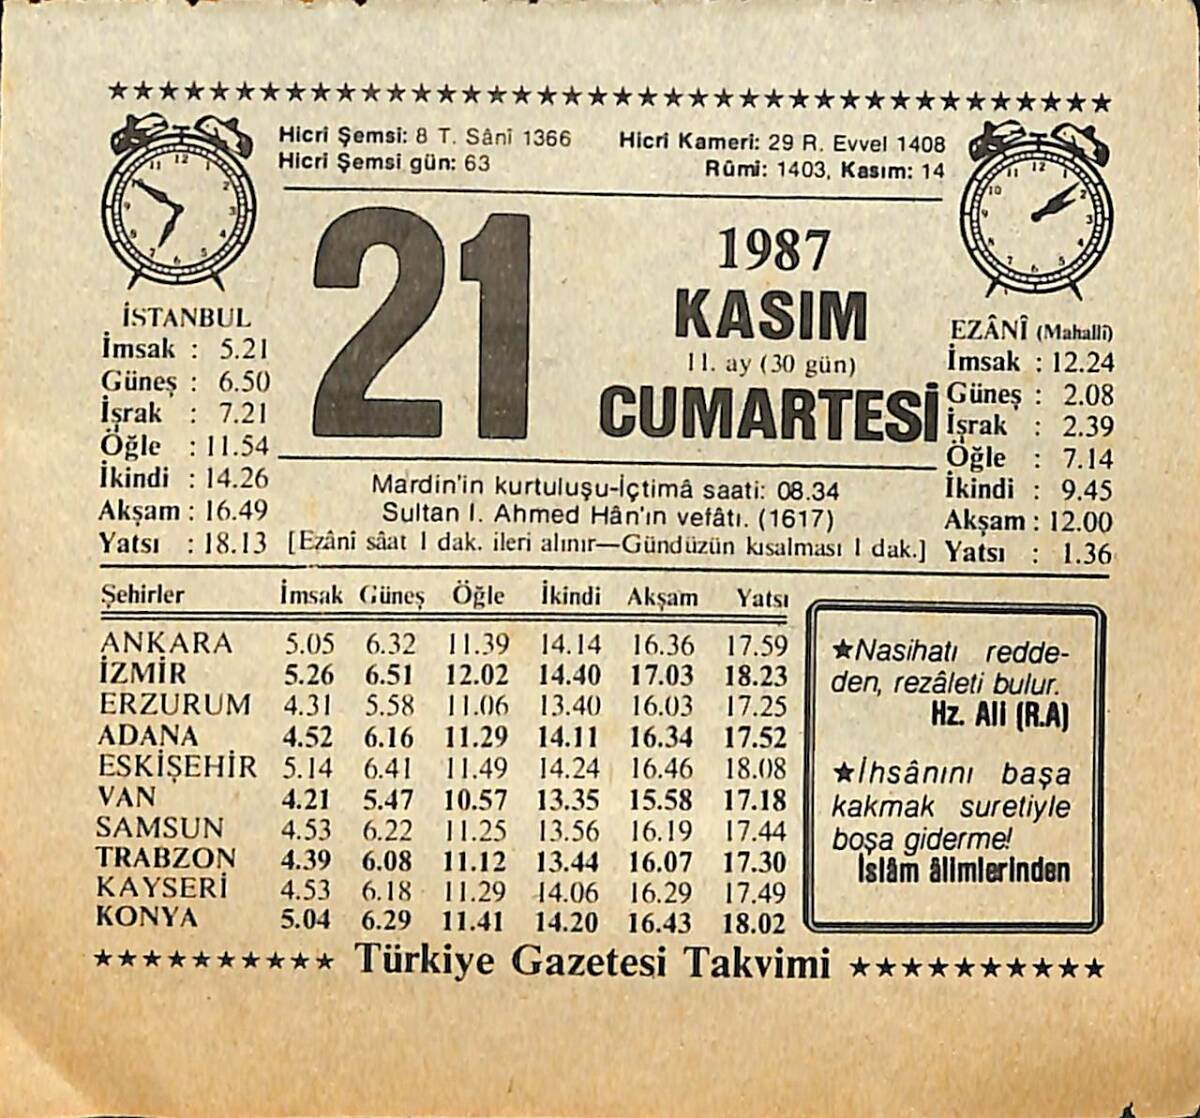 Hicrî Şemsî: 8 T. Sânî 1366
Hicrî Şemsî gün: 63
Hicrî Kamerî: 29 R. Evvel 1408
Rûmî: 1403, Kasım: 14
21
1987
KASIM
11. ay (30 gün)
CUMARTESİ
İSTANBUL
İmsak : 5.21
Güneş : 6.50
İşrak : 7.21
Öğle : 11.54
İkindi : 14.26
Akşam : 16.49
Yatsı : 18.13
EZÂNÎ (Mahallî)
İmsak : 12.24
Güneş : 2.08
İşrak : 2.39
Öğle : 7.14
İkindi : 9.45
Akşam : 12.00
Yatsı : 1.36
Mardin'in kurtuluşu-İçtimâ saati: 08.34
Sultan I. Ahmed Hân'ın vefâtı. (1617)
[Ezânî sâat 1 dak. ileri alınır—Gündüzün kısalması 1 dak.]
Şehirler İmsak Güneş Öğle İkindi Akşam Yatsı
ANKARA 5.05 6.32 11.39 14.14 16.36 17.59
İZMİR 5.26 6.51 12.02 14.40 17.03 18.23
ERZURUM 4.31 5.58 11.06 13.40 16.03 17.25
ADANA 4.52 6.16 11.29 14.11 16.34 17.52
ESKİŞEHİR 5.14 6.41 11.49 14.24 16.46 18.08
VAN 4.21 5.47 10.57 13.35 15.58 17.18
SAMSUN 4.53 6.22 11.25 13.56 16.19 17.44
TRABZON 4.39 6.08 11.12 13.44 16.07 17.30
KAYSERİ 4.53 6.18 11.29 14.06 16.29 17.49
KONYA 5.04 6.29 11.41 14.20 16.43 18.02
★Nasihatı redde-
den, rezâleti bulur.
Hz. Ali (R.A)
★İhsânını başa
kakmak suretiyle
boşa giderme!
İslâm âlimlerinden
Türkiye Gazetesi Takvimi